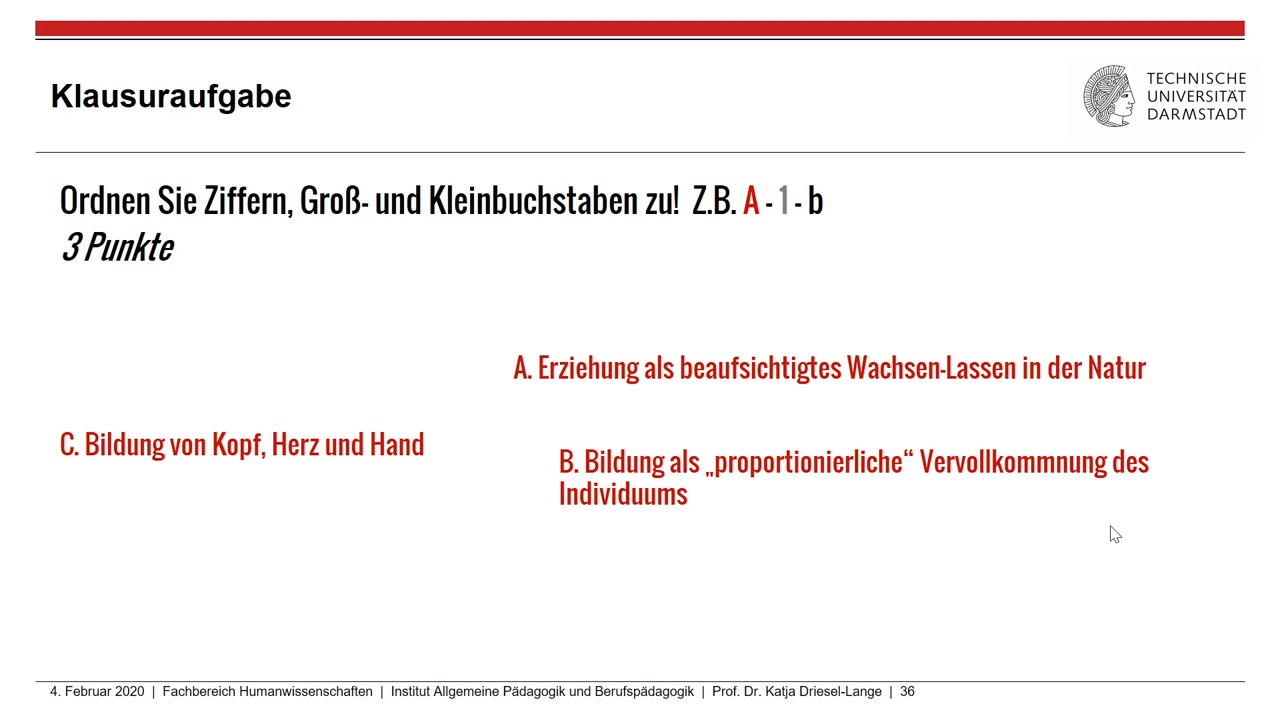 Klausuraufgabe
TECHNISCHE
UNIVERSITÄT
DARMSTADT
Ordnen Sie Ziffern, Groß- und Kleinbuchstaben zu! Z.B. A - 1 - b
3 Punkte
A. Erziehung als beaufsichtigtes Wachsen-Lassen in der Natur
C. Bildung von Kopf, Herz und Hand
B. Bildung als „proportionierliche“ Vervollkommnung des
Individuums
4. Februar 2020 | Fachbereich Humanwissenschaften | Institut Allgemeine Pädagogik und Berufspädagogik | Prof. Dr. Katja Driesel-Lange | 36